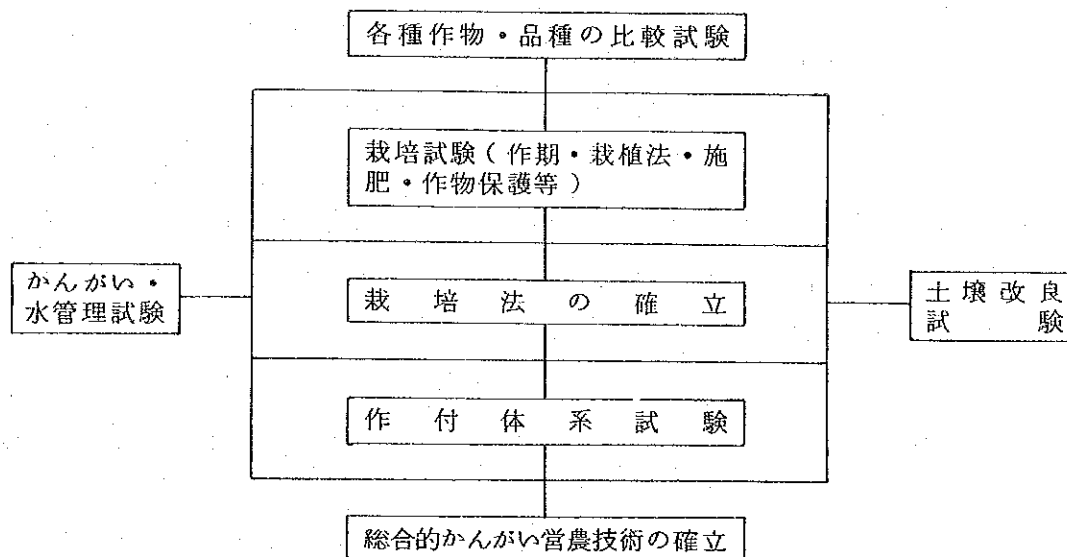 各種作物・品種の比較試験
栽培試験(作期・栽植法・施
肥・作物保護等)
かんがい・
水管理試験
栽培法の確立
土壌改良
試験
作付体系試験
総合的かんがい営農技術の確立